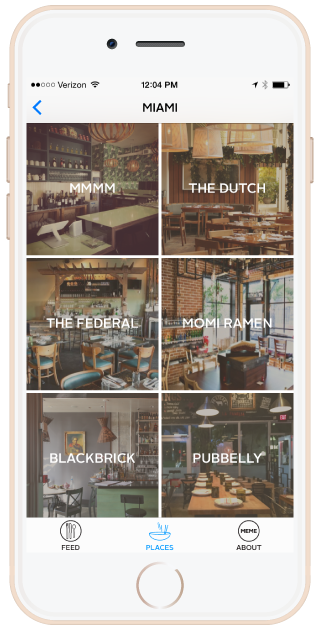 Verizon 12:04 PM
MIAMI
MMMM THE DUTCH
THE FEDERAL MOMI RAMEN
BLACKBRICK PUBBELLY
MEME
FEED PLACES ABOUT